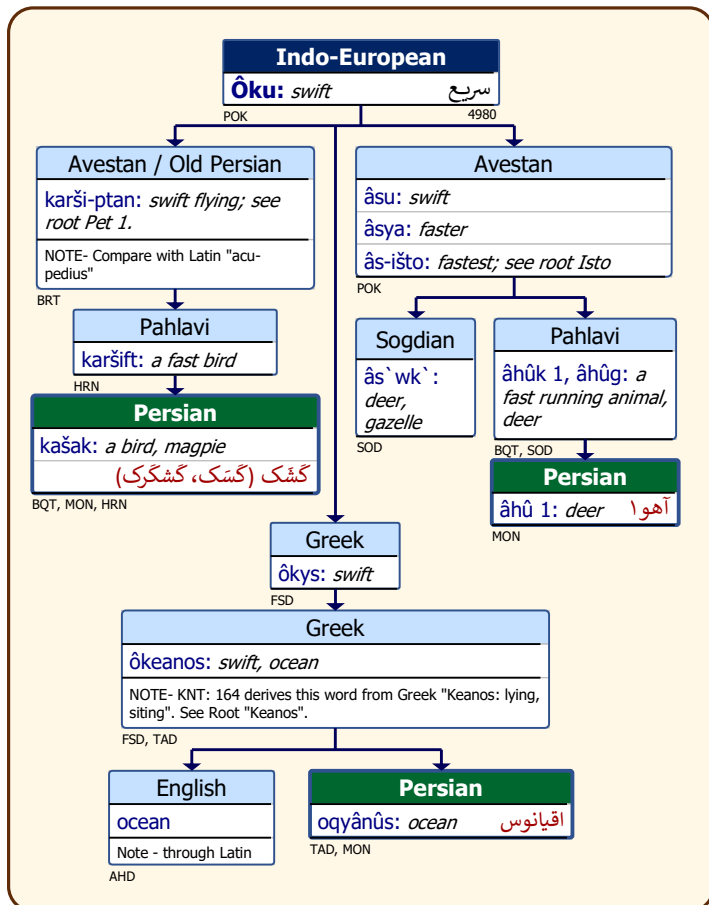 Indo-European
Ôku: swift سریع
POK 4980
Avestan / Old Persian
karši-ptan: swift flying; see
root Pet 1.
NOTE- Compare with Latin "acu-
pedius"
BRT
Avestan
âsu: swift
âsya: faster
âs-išto: fastest; see root Isto
POK
Pahlavi
karšift: a fast bird
HRN
Sogdian
âs`wk`:
deer,
gazelle
SOD
Pahlavi
âhûk 1, âhûg: a
fast running animal,
deer
BQT, SOD
Persian
kašak: a bird, magpie
کَشَک (کَسَک، کَشکَرَک)
BQT, MON, HRN
Persian
âhû 1: deer آهو ۱
MON
Greek
ôkys: swift
FSD
Greek
ôkeanos: swift, ocean
NOTE- KNT: 164 derives this word from Greek "Keanos: lying,
siting". See Root "Keanos".
FSD, TAD
English
ocean
Note - through Latin
AHD
Persian
oqyânûs: ocean اقیانوس
TAD, MON